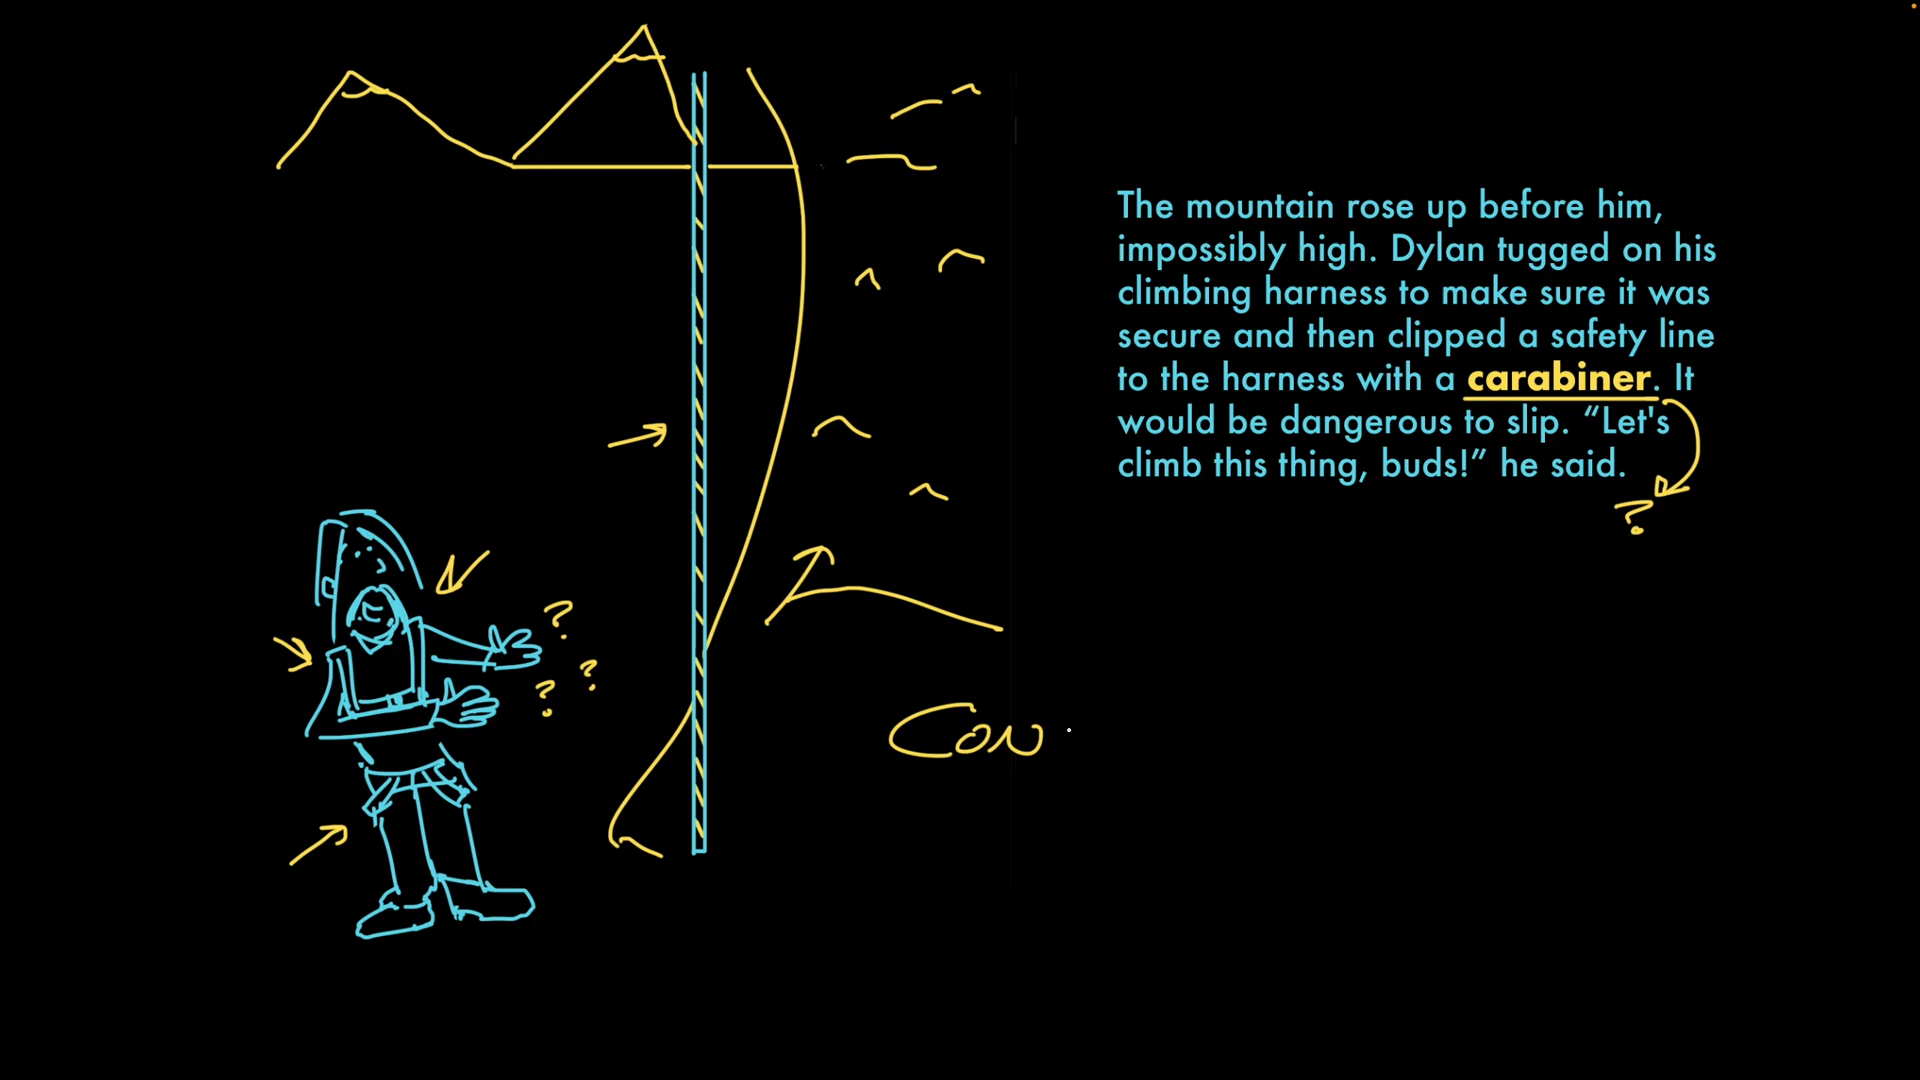 The mountain rose up before him,
impossibly high. Dylan tugged on his
climbing harness to make sure it was
secure and then clipped a safety line
to the harness with a carabiner. It
would be dangerous to slip. “Let's
climb this thing, buds!” he said.
?
?
?
?
Con